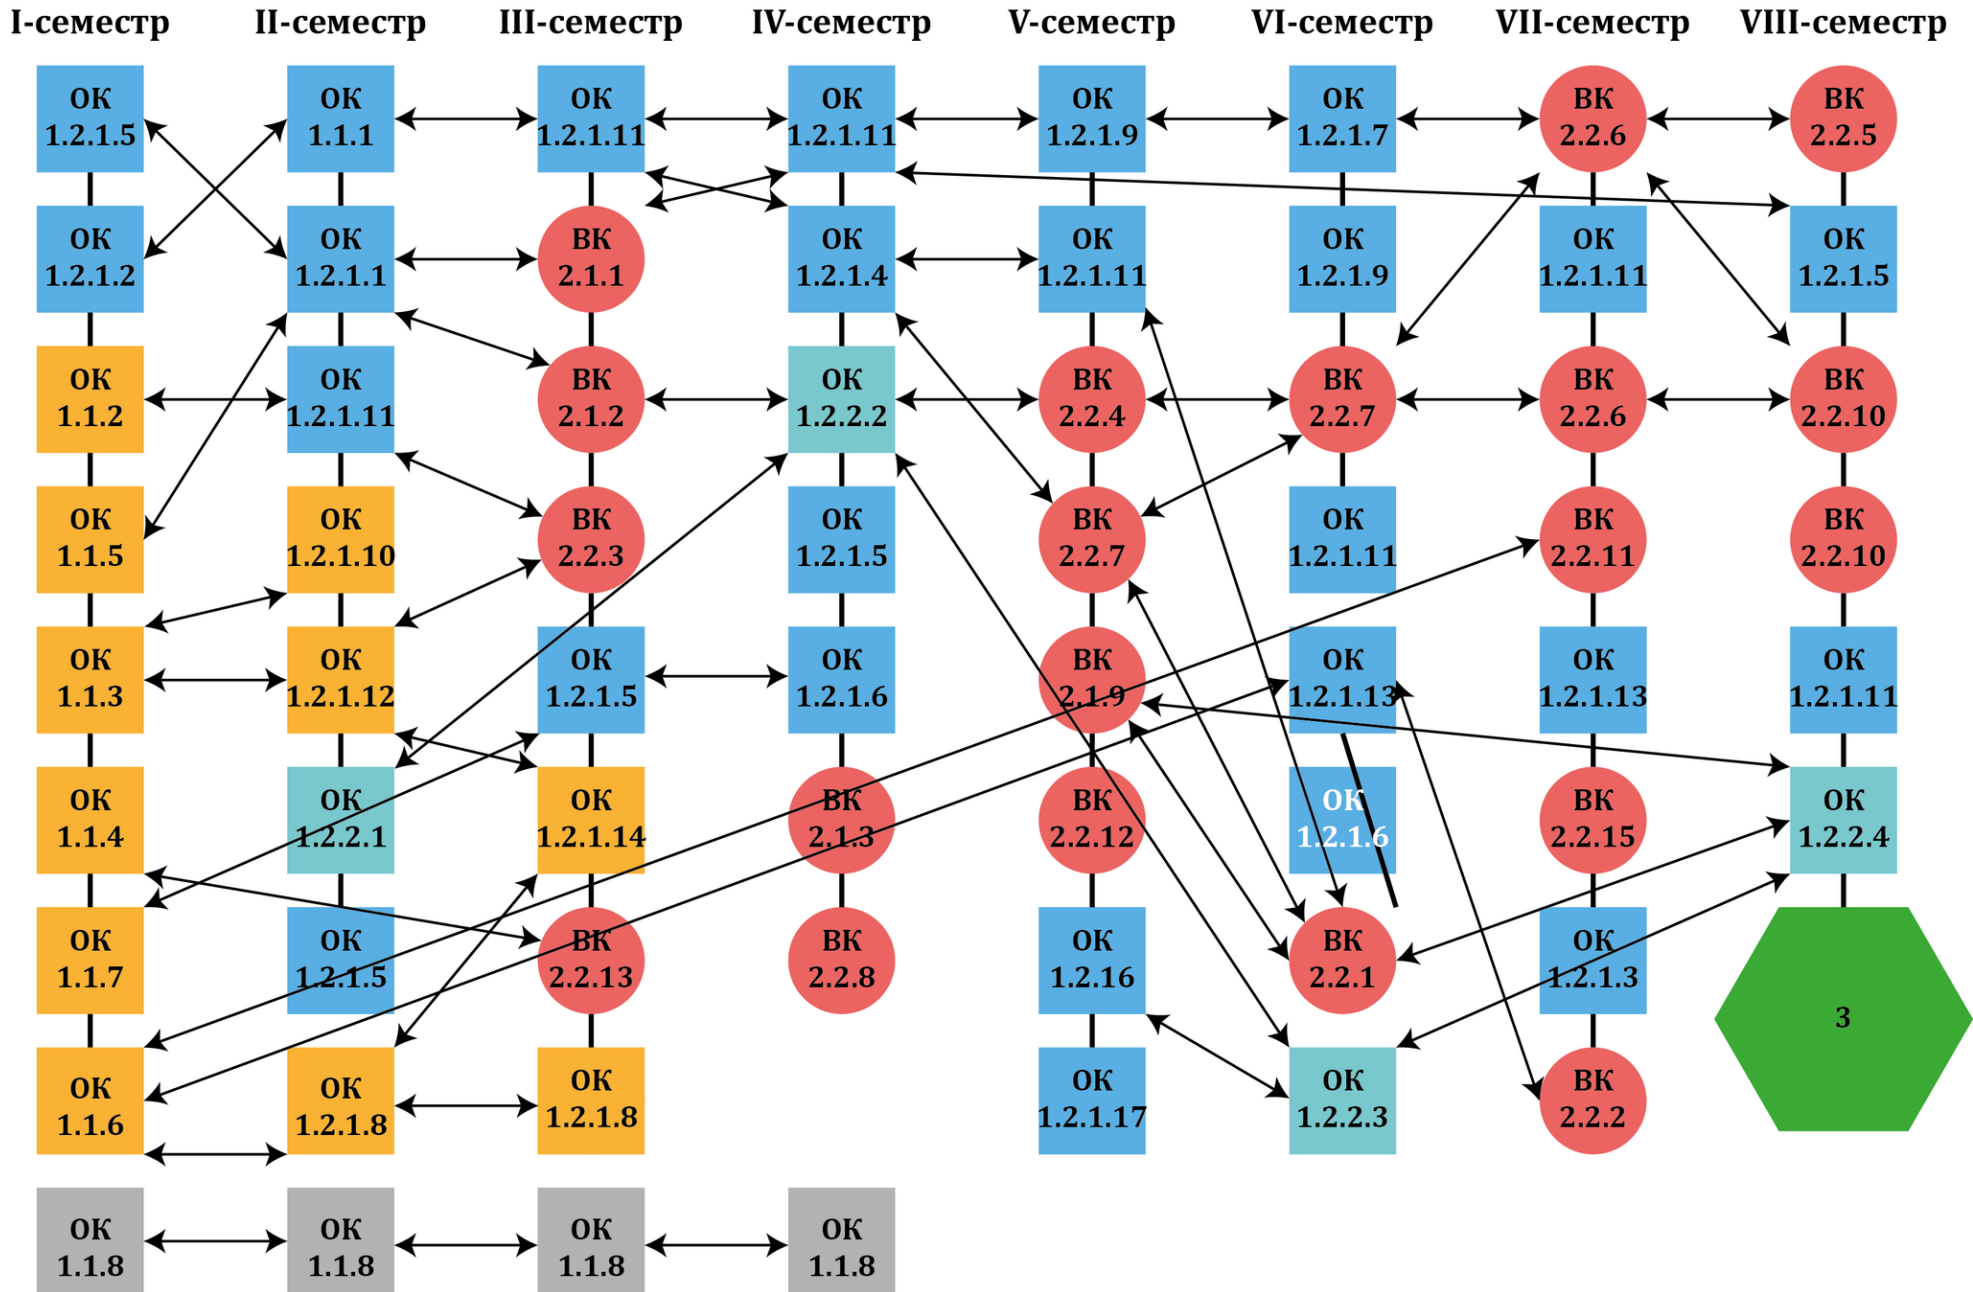 I-семестр
II-семестр
III-семестр
IV-семестр
V-семестр
VI-семестр
VII-семестр
VIII-семестр
ОК
1.2.1.5
ОК
1.1.1
ОК
1.2.1.11
ОК
1.2.1.11
ОК
1.2.1.9
ОК
1.2.1.7
ВК
2.2.6
ВК
2.2.5
ОК
1.2.1.2
ОК
1.2.1.1
ВК
2.1.1
ОК
1.2.1.4
ОК
1.2.1.11
ОК
1.2.1.9
ОК
1.2.1.11
ОК
1.2.1.5
ОК
1.1.2
ОК
1.2.1.11
ВК
2.1.2
ОК
1.2.2.2
ВК
2.2.4
ВК
2.2.7
ВК
2.2.6
ВК
2.2.10
ОК
1.1.5
ОК
1.2.1.10
ВК
2.2.3
ОК
1.2.1.5
ВК
2.2.7
ОК
1.2.1.11
ВК
2.2.11
ВК
2.2.10
ОК
1.1.3
ОК
1.2.1.12
ОК
1.2.1.5
ОК
1.2.1.6
ВК
2.1.9
ОК
1.2.1.13
ОК
1.2.1.13
ОК
1.2.1.11
ОК
1.1.4
ОК
1.2.2.1
ОК
1.2.1.14
ВК
2.1.3
ВК
2.2.12
ОК
1.2.1.6
ВК
2.2.15
ОК
1.2.2.4
ОК
1.1.7
ОК
1.2.1.5
ВК
2.2.13
ВК
2.2.8
ОК
1.2.16
ВК
2.2.1
ОК
1.2.1.3
3
ОК
1.1.6
ОК
1.2.1.8
ОК
1.2.1.8
ОК
1.2.1.17
ОК
1.2.2.3
ВК
2.2.2
ОК
1.1.8
ОК
1.1.8
ОК
1.1.8
ОК
1.1.8